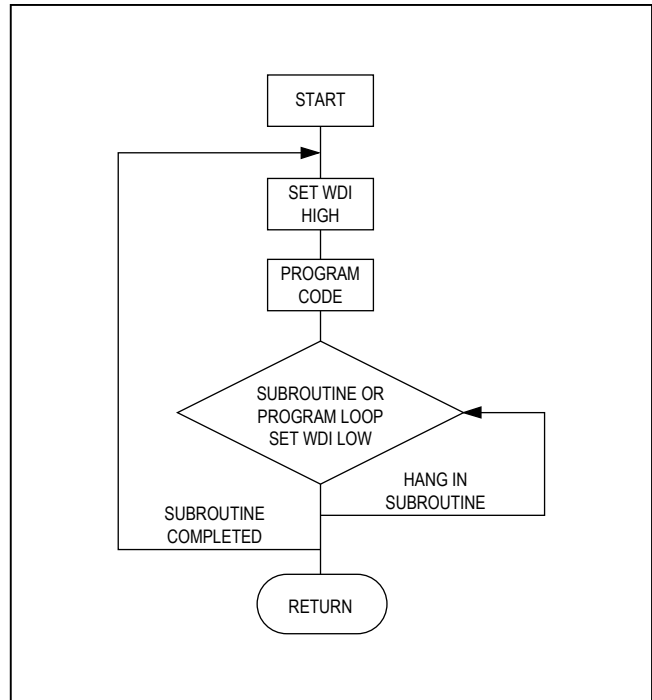 START
SET WDI
HIGH
PROGRAM
CODE
SUBROUTINE OR
PROGRAM LOOP
SET WDI LOW
HANG IN
SUBROUTINE
SUBROUTINE
COMPLETED
RETURN